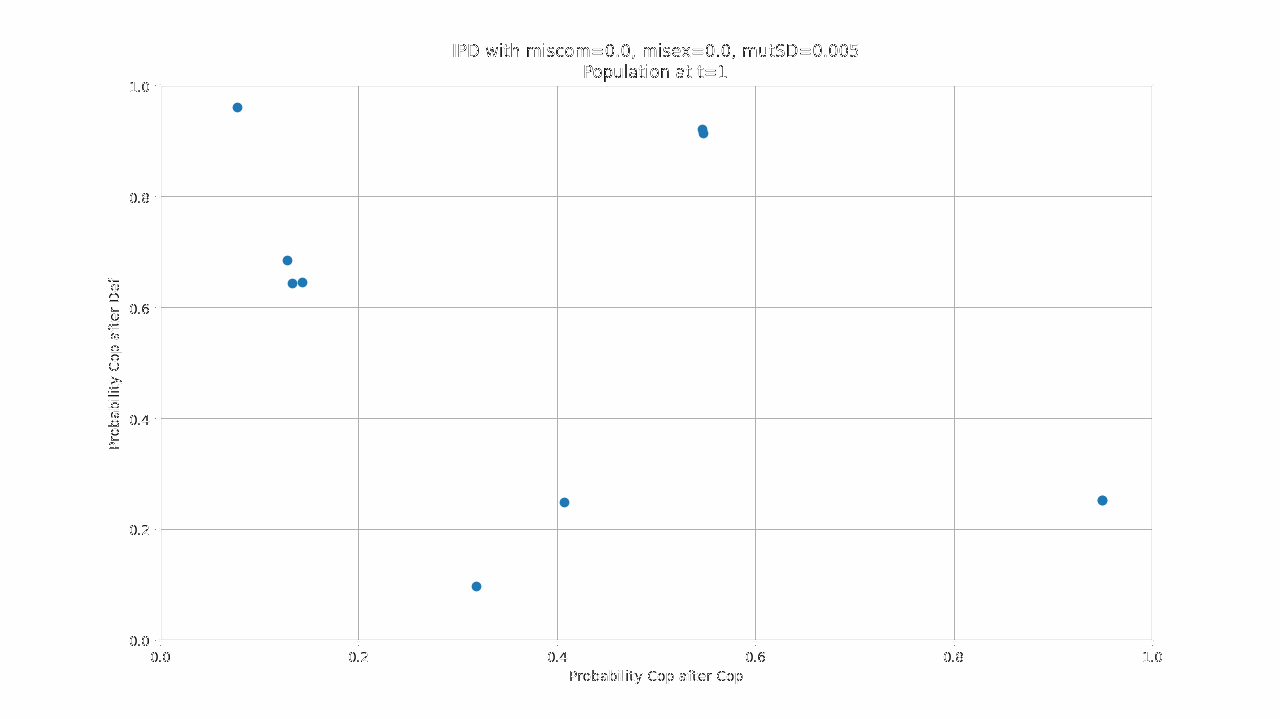 IPD with miscom=0.0, misex=0.0, mutSD=0.005
Population at t=1
1.0
0.8
0.6
0.4
0.2
0.0
Probability Cop after Def
0.0 0.2 0.4 0.6 0.8 1.0
Probability Cop after Cop